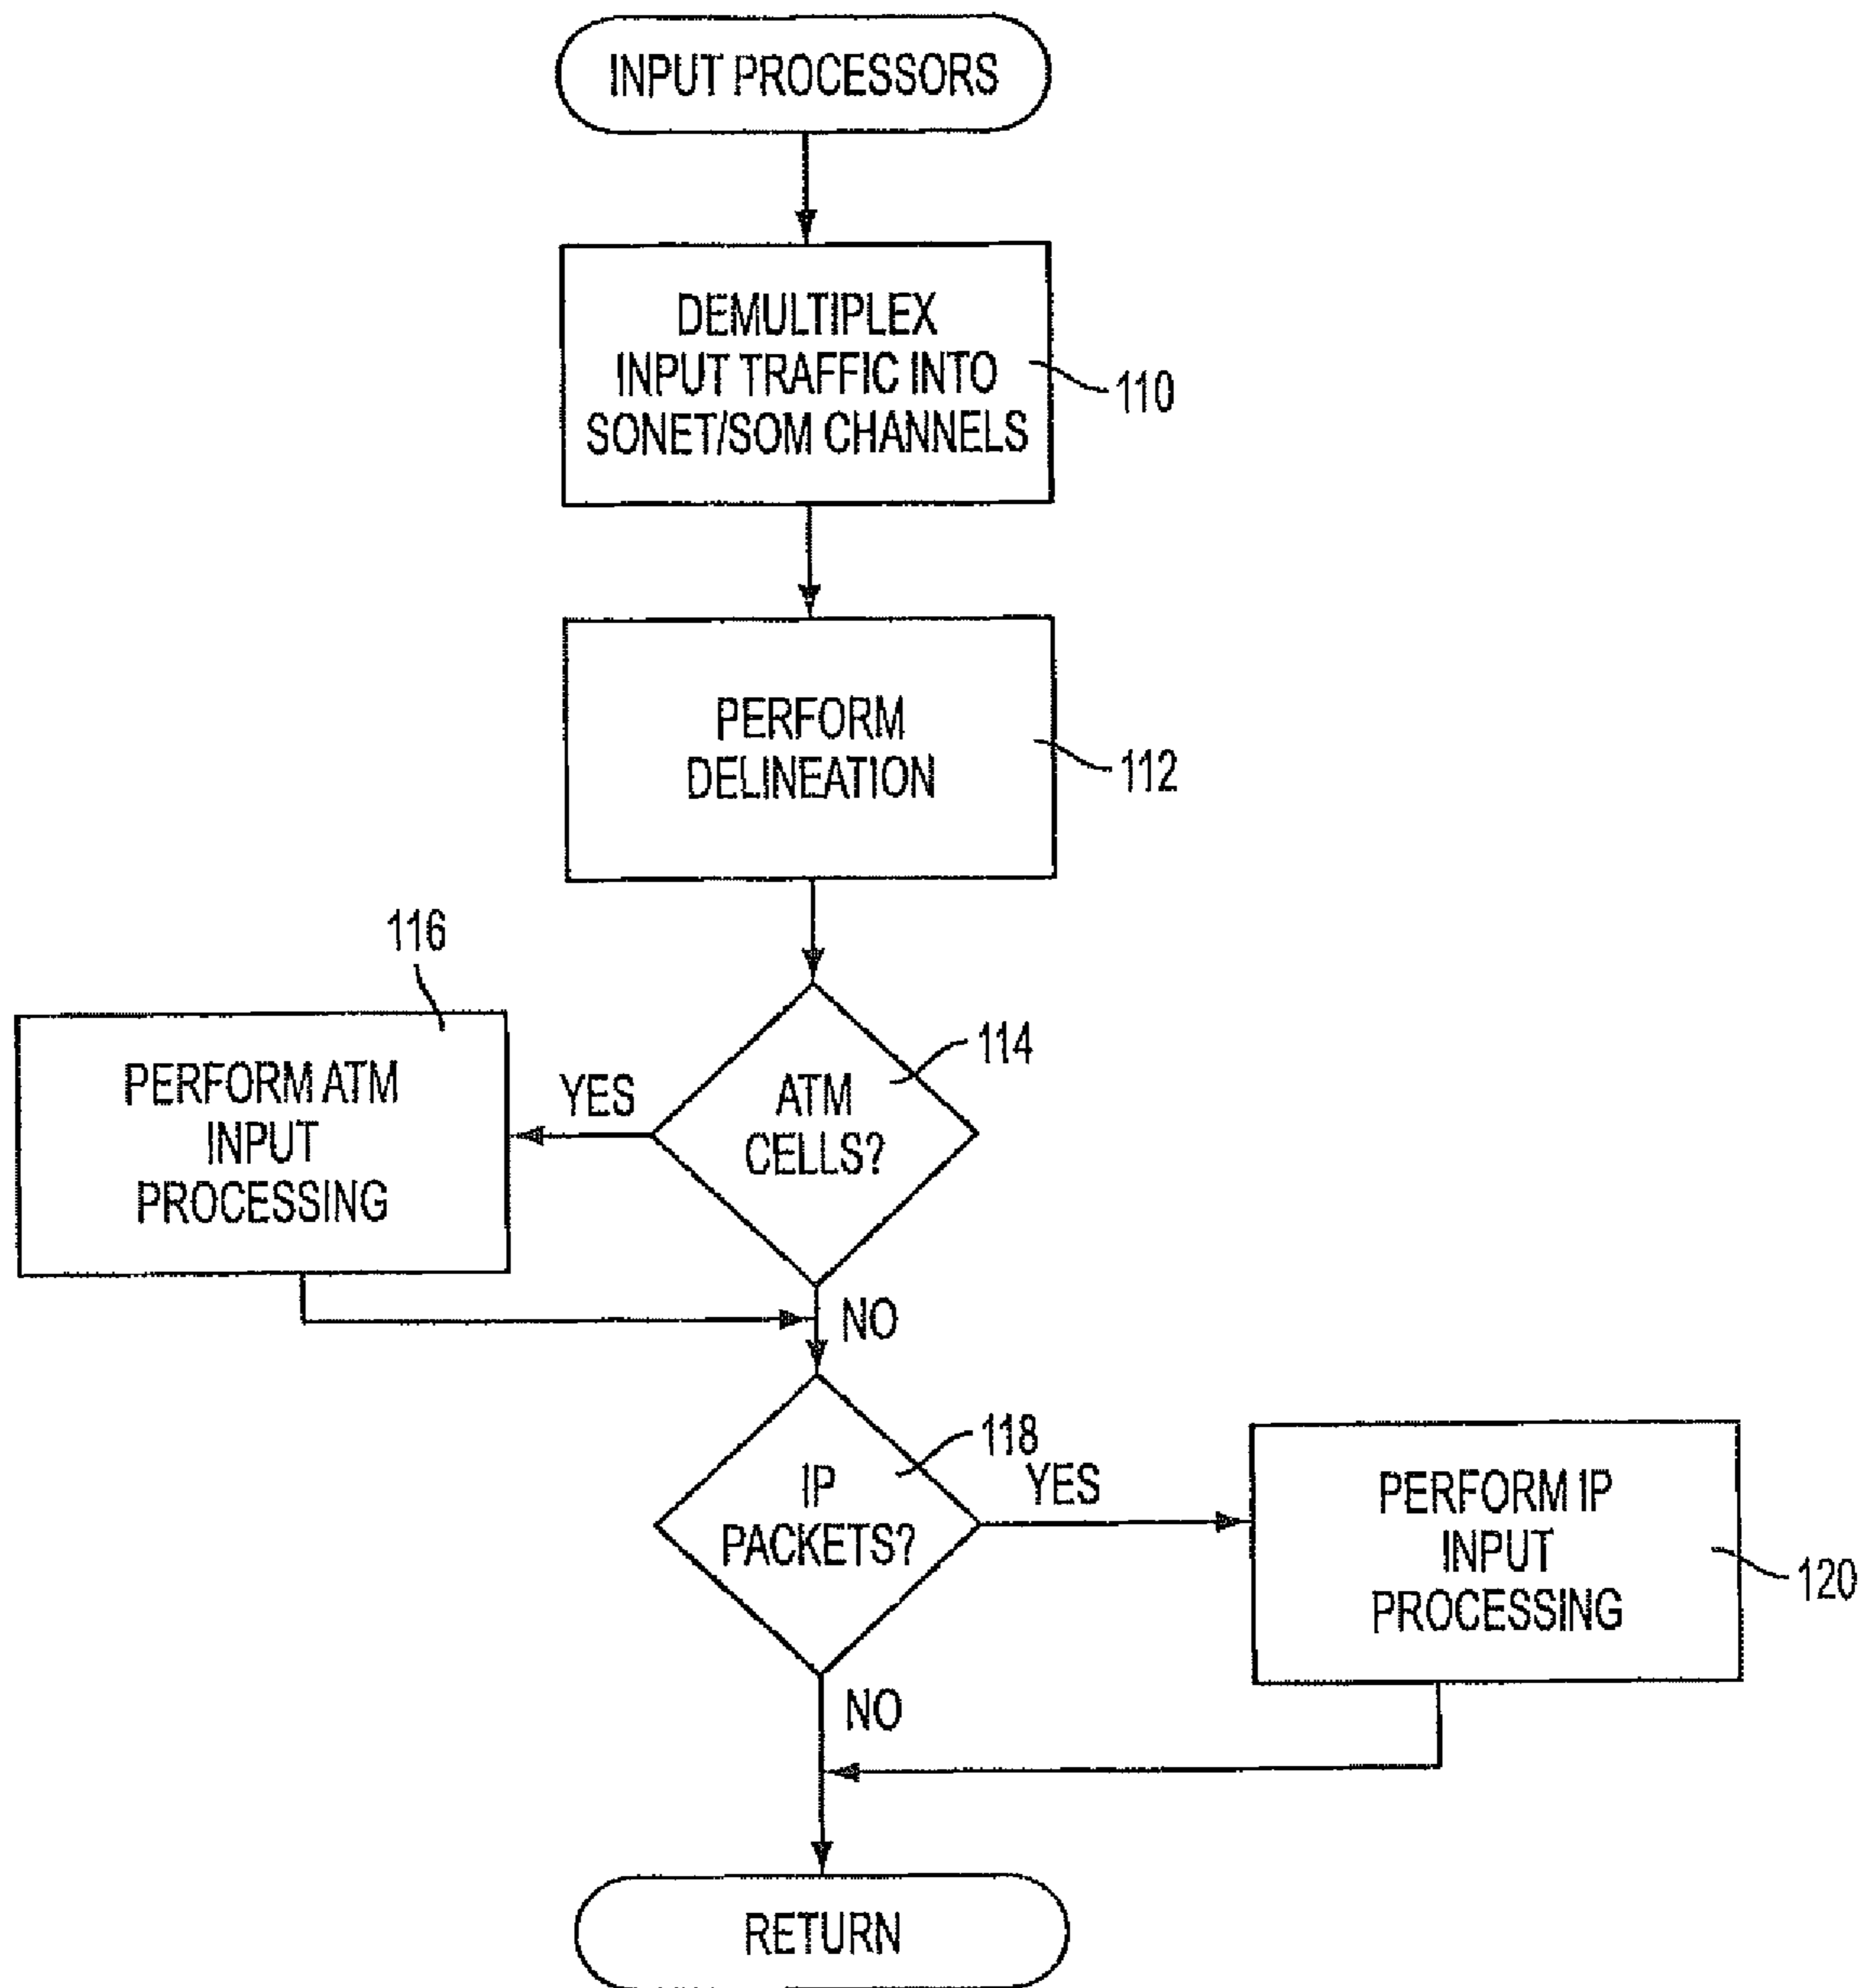 INPUT PROCESSORS
DEMULTIPLEX
INPUT TRAFFIC INTO
SONET/SOM CHANNELS
110
PERFORM
DELINEATION
112
116
PERFORM ATM
INPUT
PROCESSING
YES
ATM
CELLS?
114
NO
IP
PACKETS?
118
YES
PERFORM IP
INPUT
PROCESSING
120
NO
RETURN